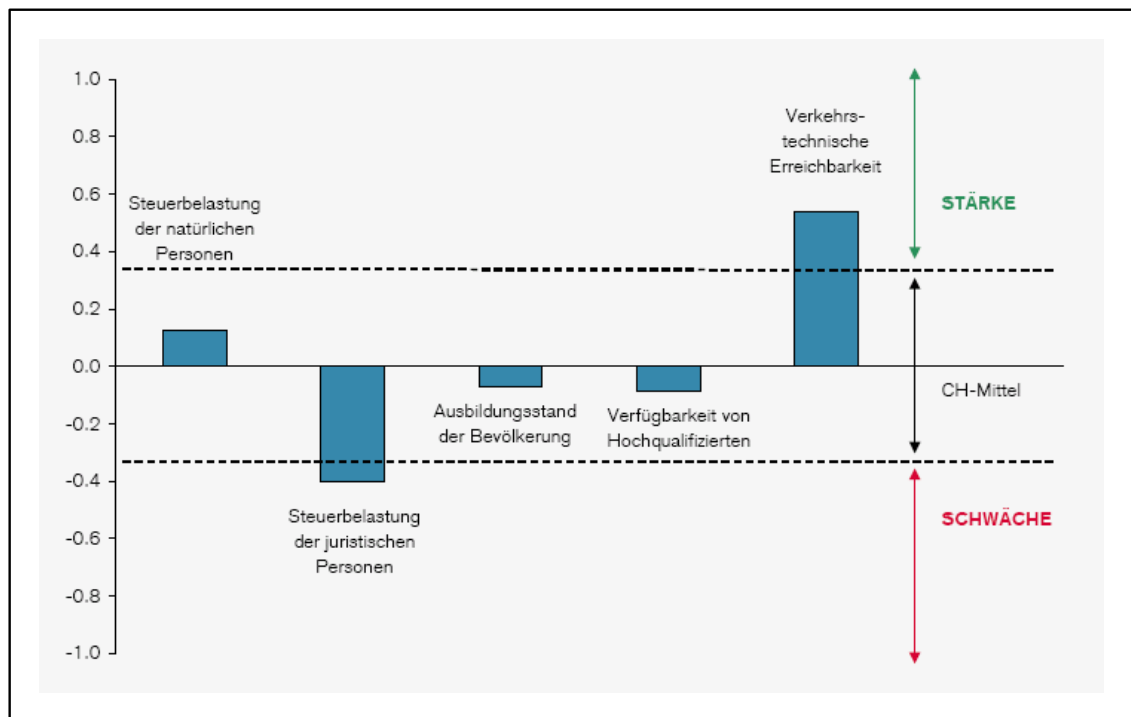 1.0
0.8
0.6
0.4
0.2
0.0
-0.2
-0.4
-0.6
-0.8
-1.0
Steuerbelastung
der natürlichen
Personen
Steuerbelastung
der juristischen
Personen
Ausbildungsstand
der Bevölkerung
Verfügbarkeit von
Hochqualifizierten
Verkehrs-
technische
Erreichbarkeit
STÄRKE
CH-Mittel
SCHWÄCHE